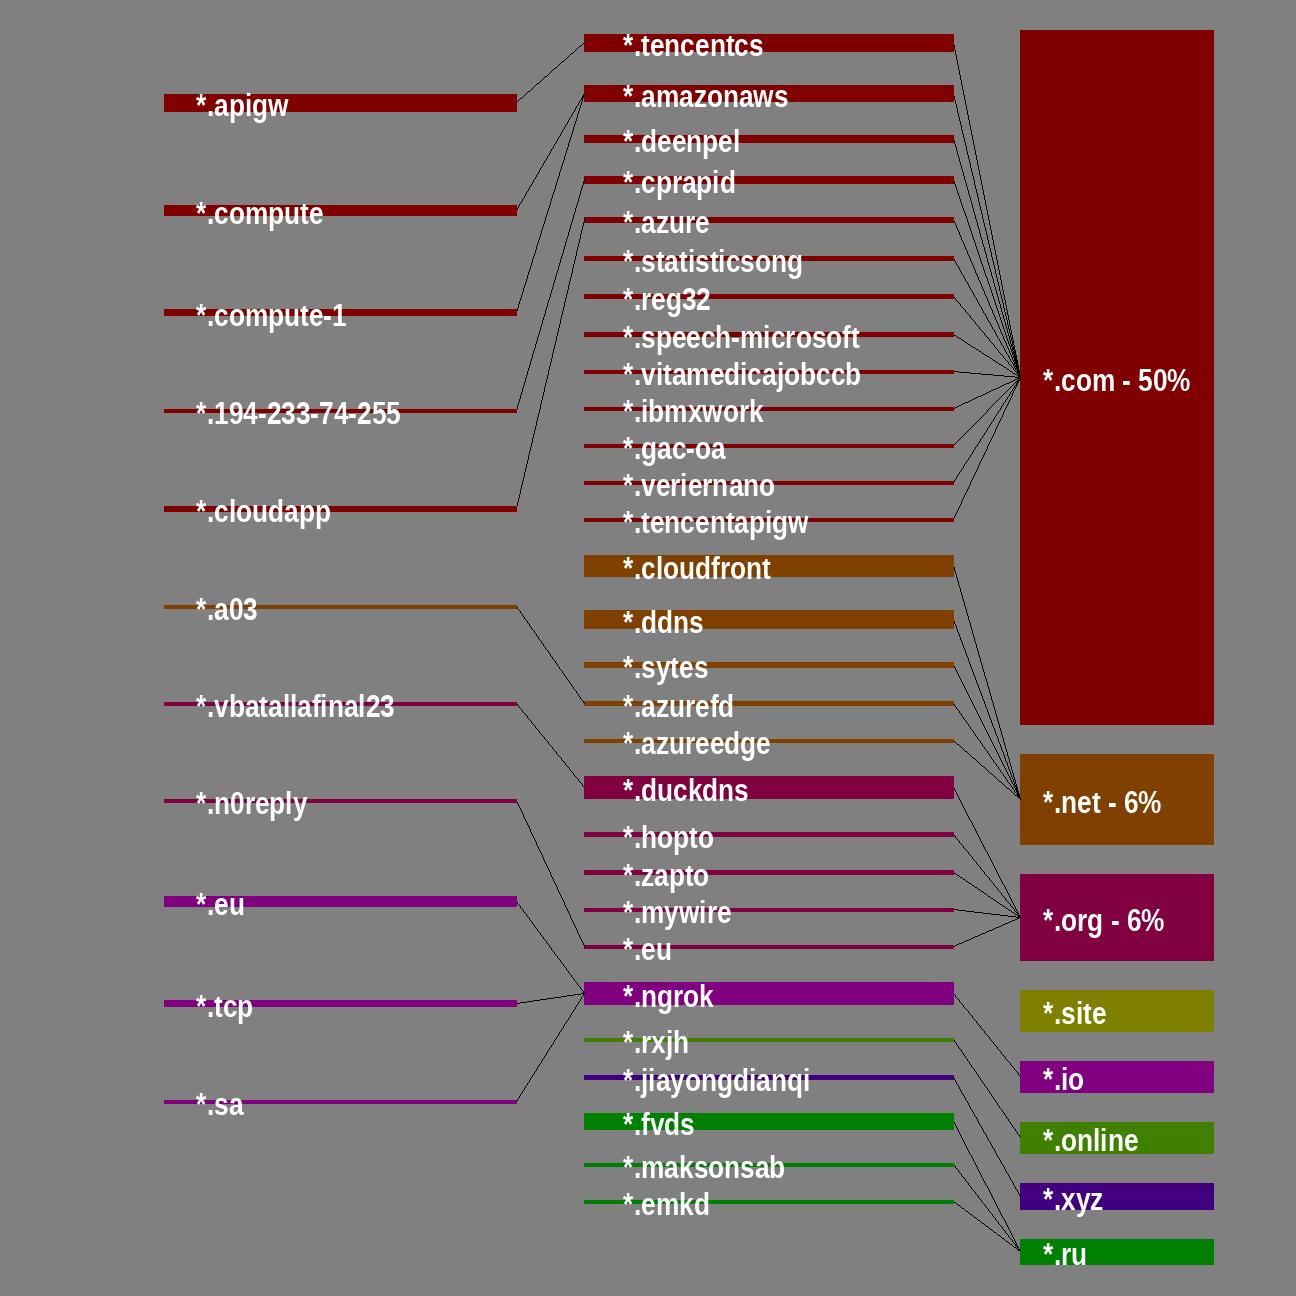 *.apigw
*.compute
*.compute-1
*.194-233-74-255
*.cloudapp
*.a03
*.vbatallafinal23
*.n0reply
*.eu
*.tcp
*.sa
*.tencentcs
*.amazonaws
*.deenpel
*.cprapid
*.azure
*.statisticsong
*.reg32
*.speech-microsoft
*.vitamedicajobccb
*.ibmxwork
*.gac-oa
*.veriernano
*.tencentapigw
*.cloudfront
*.ddns
*.sytes
*.azurefd
*.azureedge
*.duckdns
*.hopto
*.zapto
*.mywire
*.eu
*.ngrok
*.rxjh
*.jiayongdianqi
*.fvds
*.maksonsab
*.emkd
*.com - 50%
*.net - 6%
*.org - 6%
*.site
*.io
*.online
*.xyz
*.ru